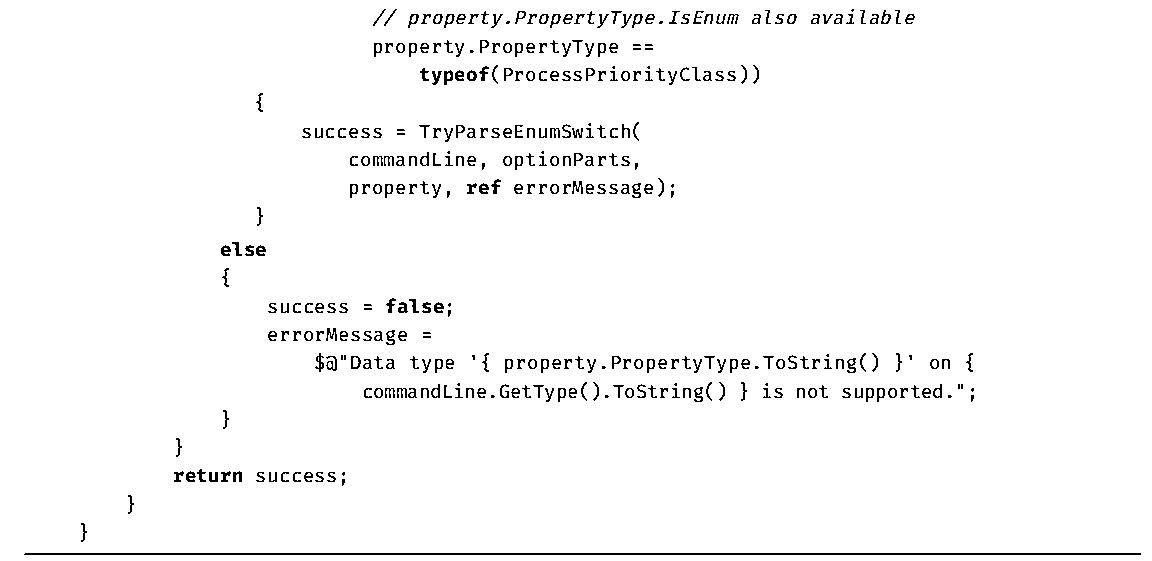 // property.PropertyType.IsEnum also available
property.PropertyType ==
typeof(ProcessPriorityClass))
{
success = TryParseEnumSwitch(
commandLine, optionParts,
property, ref errorMessage);
}
else
{
success = false;
errorMessage =
$@"Data type '{ property.PropertyType.ToString() }' on {
commandLine.GetType().ToString() } is not supported.";
}
}
return success;
}
}